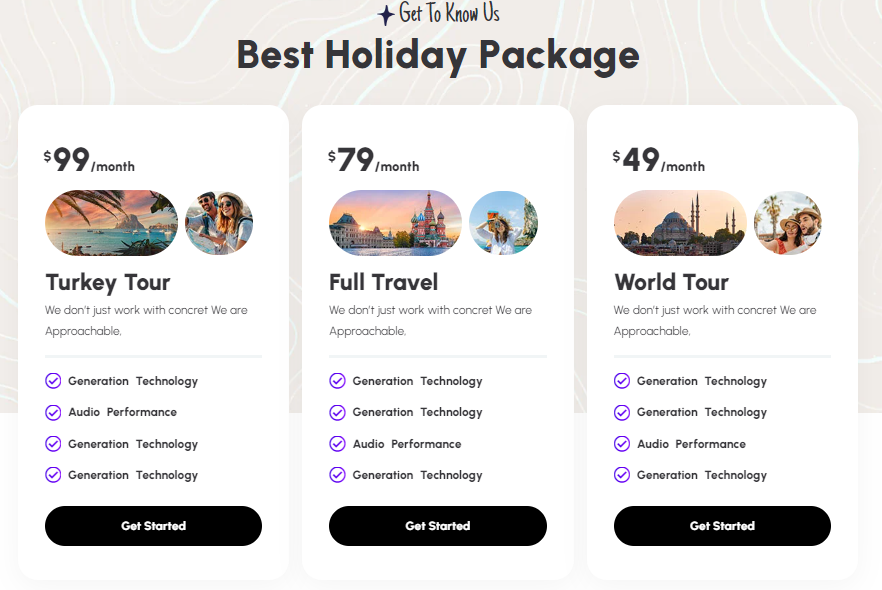 Get To Know Us
Best Holiday Package
$99/month
Turkey Tour
We don't just work with concret We are
Approachable,
Generation Technology
Audio Performance
Generation Technology
Generation Technology
Get Started
$79/month
Full Travel
We don't just work with concret We are
Approachable,
Generation Technology
Generation Technology
Audio Performance
Generation Technology
Get Started
$49/month
World Tour
We don't just work with concret We are
Approachable,
Generation Technology
Generation Technology
Audio Performance
Generation Technology
Get Started